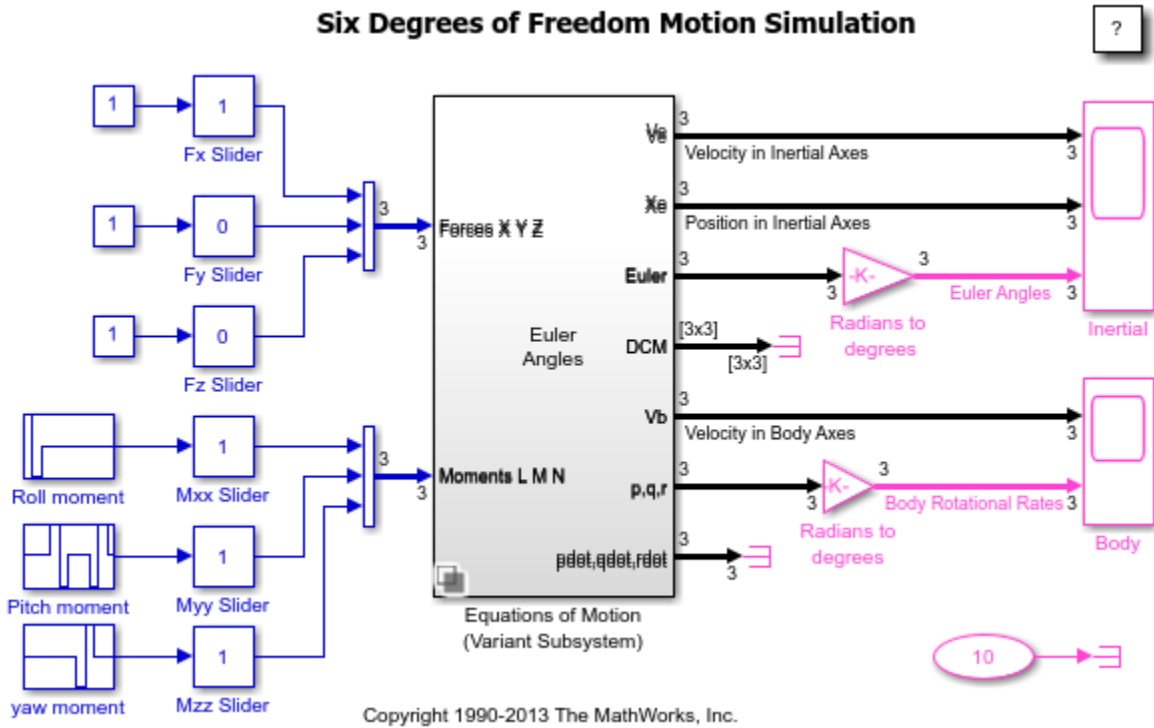 Six Degrees of Freedom Motion Simulation
?
1
1
Fx Slider
1
0
Fy Slider
1
0
Fz Slider
3
3
Roll moment
1
Mxx Slider
Pitch moment
1
Myy Slider
yaw moment
1
Mzz Slider
3
3
Forces X Y Z
Moments L M N
Euler
Angles
Ve
Xe
Euler
DCM
Vb
p,q,r
pdot,qdot,rdot
Equations of Motion
(Variant Subsystem)
3
Velocity in Inertial Axes
3
3
Position in Inertial Axes
3
3
3
-K-
3
Euler Angles
3
Radians to
degrees
Inertial
[3x3]
[3x3]
3
Velocity in Body Axes
3
3
3
-K-
3
Body Rotational Rates
3
Radians to
degrees
Body
3
3
10
Copyright 1990-2013 The MathWorks, Inc.